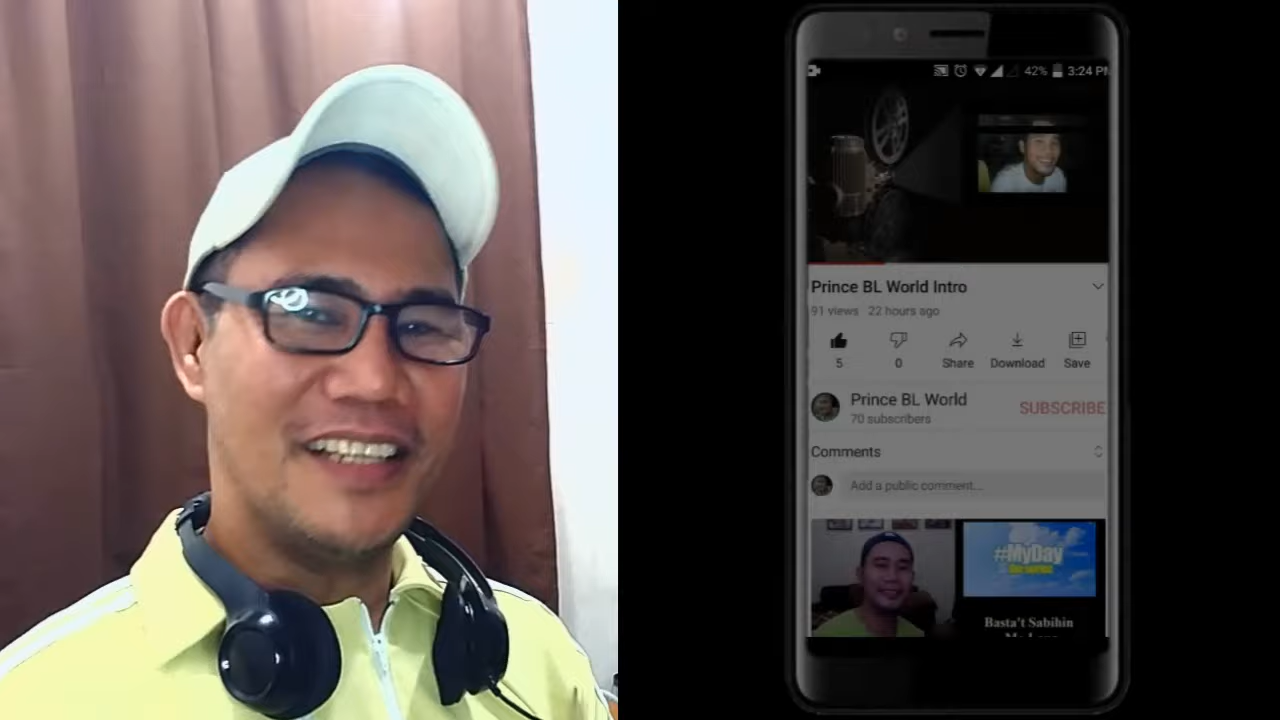 42% 3:24 PM
Prince BL World Intro
91 views 22 hours ago
5 0 Share Download Save
Prince BL World
SUBSCRIBE
70 subscribers
Comments
Add a public comment...
#MyDay
Basta't Sabihin